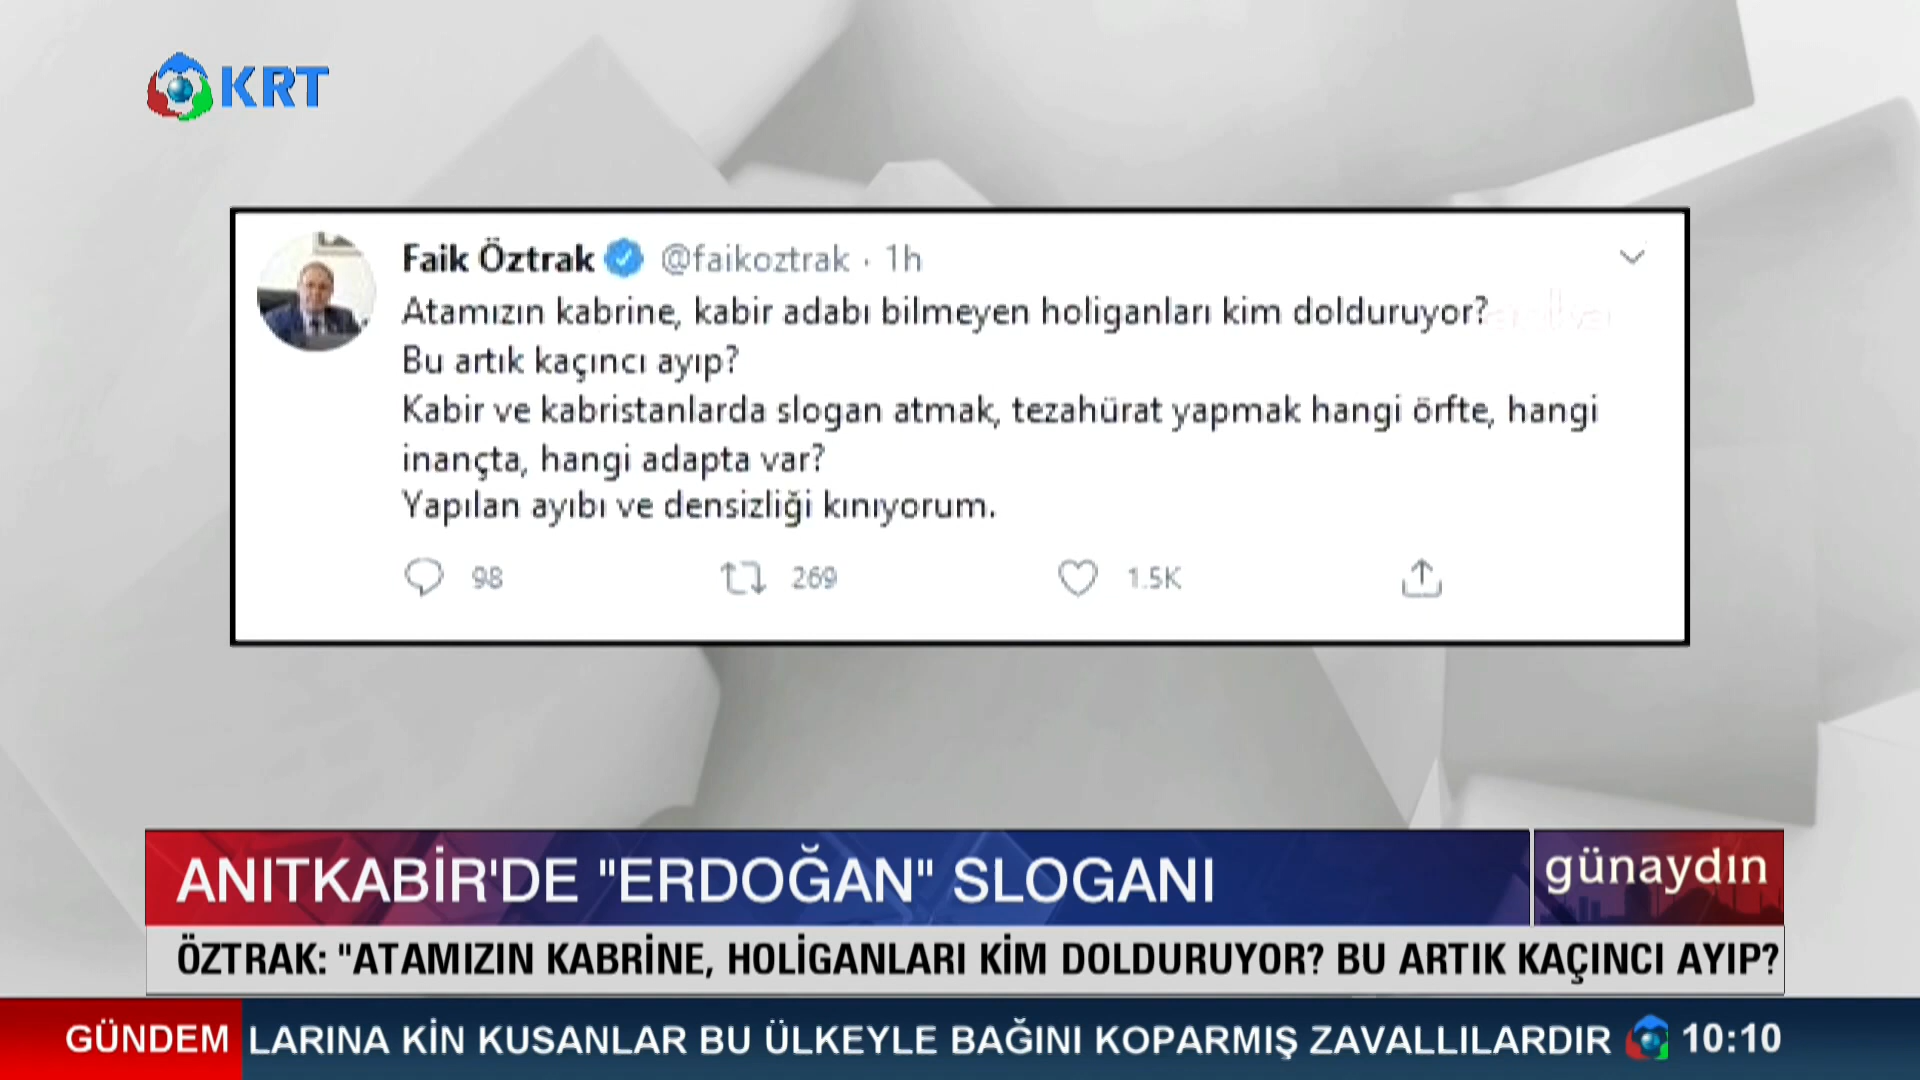 KRT
Faik Öztrak @faikoztrak · 1h
Atamızın kabrine, kabir adabı bilmeyen holiganları kim dolduruyor?
Bu artık kaçıncı ayıp?
Kabir ve kabristanlarda slogan atmak, tezahürat yapmak hangi örfte, hangi
inançta, hangi adapta var?
Yapılan ayıbı ve densizliği kınıyorum.
98 269 1.5K
ANITKABİR'DE "ERDOĞAN" SLOGANI
günaydın
ÖZTRAK: "ATAMIZIN KABRİNE, HOLİGANLARI KİM DOLDURUYOR? BU ARTIK KAÇINCI AYIP?
GÜNDEM LARINA KİN KUSANLAR BU ÜLKEYLE BAĞINI KOPARMIŞ ZAVALLILARDIR 10:10